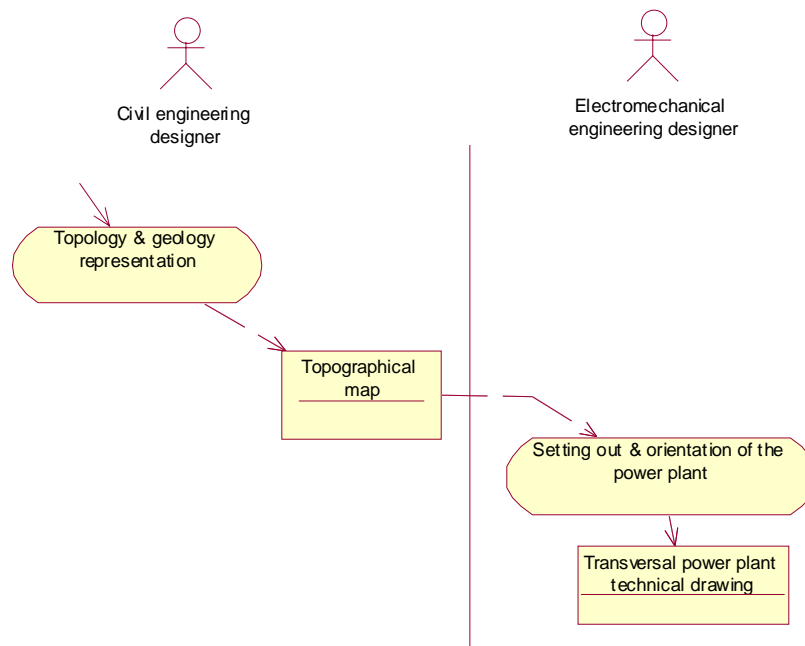 Civil engineering
designer
Electromechanical
engineering designer
Topology & geology
representation
Topographical
map
Setting out & orientation of the
power plant
Transversal power plant
technical drawing